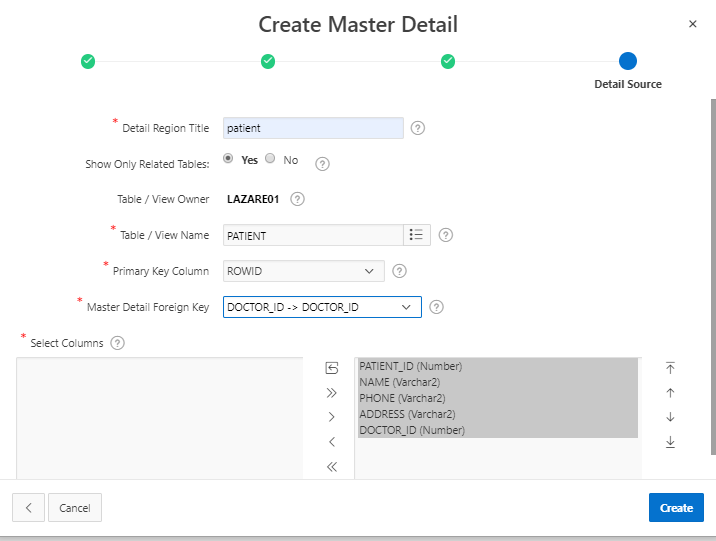 Create Master Detail
Detail Source
* Detail Region Title patient
Show Only Related Tables: Yes No
Table / View Owner LAZARE01
* Table / View Name PATIENT
* Primary Key Column ROWID
* Master Detail Foreign Key DOCTOR_ID -> DOCTOR_ID
* Select Columns
PATIENT_ID (Number)
NAME (Varchar2)
PHONE (Varchar2)
ADDRESS (Varchar2)
DOCTOR_ID (Number)
Cancel Create